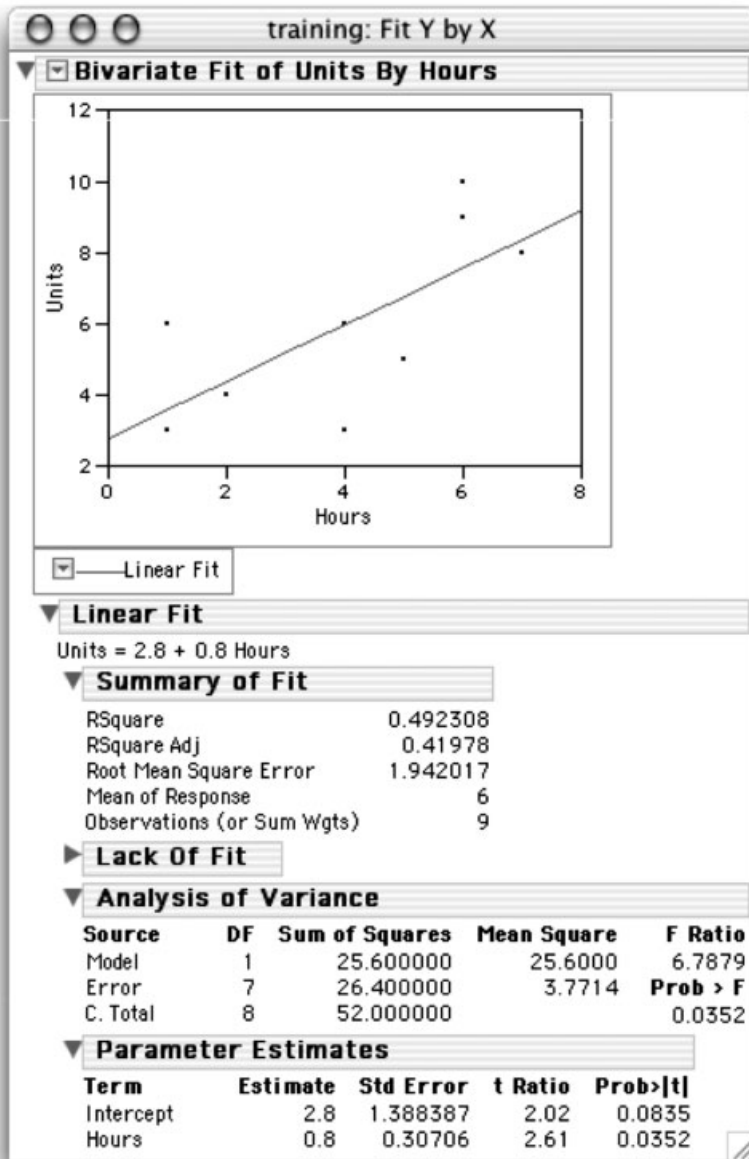 training: Fit Y by X
Bivariate Fit of Units By Hours
12
10
8
6
4
2
Units
0 2 4 6 8
Hours
Linear Fit
Linear Fit
Units = 2.8 + 0.8 Hours
Summary of Fit
RSquare 0.492308
RSquare Adj 0.41978
Root Mean Square Error 1.942017
Mean of Response 6
Observations (or Sum Wgts) 9
Lack Of Fit
Analysis of Variance
Source DF Sum of Squares Mean Square F Ratio
Model 1 25.600000 25.6000 6.7879
Error 7 26.400000 3.7714 Prob > F
C. Total 8 52.000000 0.0352
Parameter Estimates
Term Estimate Std Error t Ratio Prob>|t|
Intercept 2.8 1.388387 2.02 0.0835
Hours 0.8 0.30706 2.61 0.0352